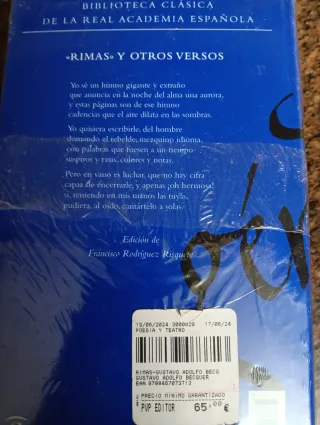 BIBLIOTECA CLÁSICA
DE LA REAL ACADEMIA ESPAÑOLA
«RIMAS» Y OTROS VERSOS
Yo sé un himno gigante y extraño
que anuncia en la noche del alma una aurora,
y estas páginas son de ese himno
cadencias que el aire dilata en las sombras.
Yo quisiera escribirle, del hombre
domando el rebelde, mezquino idioma,
con palabras que fuesen a un tiempo
suspiros y risas, colores y notas.
Pero en vano es luchar, que no hay cifra
capaz de encerrarle; y apenas ¡oh hermosa!
si, teniendo en mis manos las tuyas,
pudiera, al oído, cantártelo a solas.
Edición de
Francisco Rodríguez Risquete
13/09/2024 3000029 17/06/24
POESIA Y TEATRO
RIMAS-GUSTAVO ADOLFO BECQ
GUSTAVO ADOLFO BECQUER
EAN 9788467073713
PRECIO MINIMO GARANTIZADO
PVP EDITOR 65,00 €